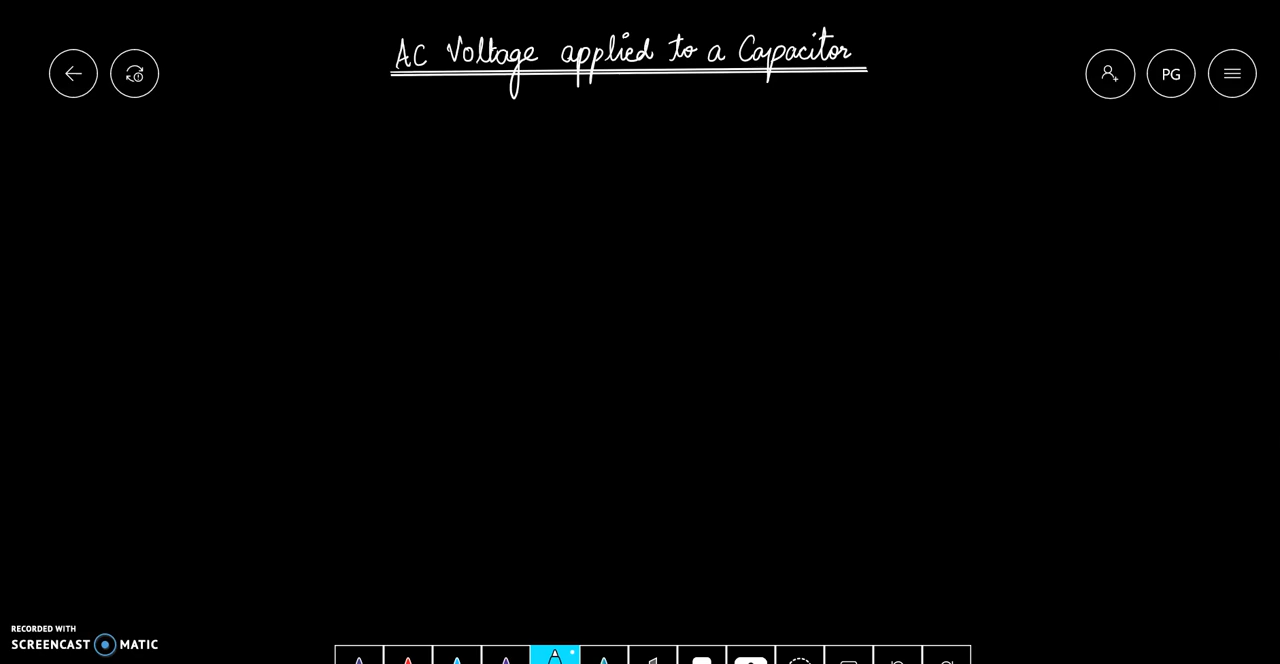 AC Voltage applied to a Capacitor
PG
RECORDED WITH
SCREENCAST MATIC